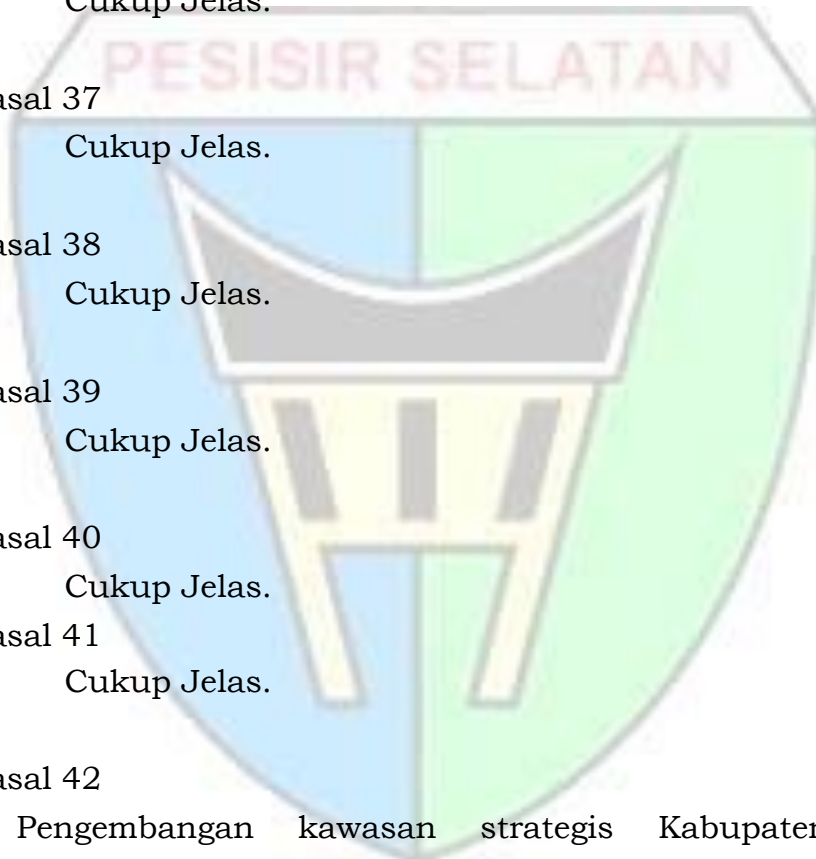 Cukup Jelas.
PESISIR SELATAN
asal 37
Cukup Jelas.
asal 38
Cukup Jelas.
asal 39
Cukup Jelas.
asal 40
Cukup Jelas.
asal 41
Cukup Jelas.
asal 42
Pengembangan kawasan strategis Kabupaten